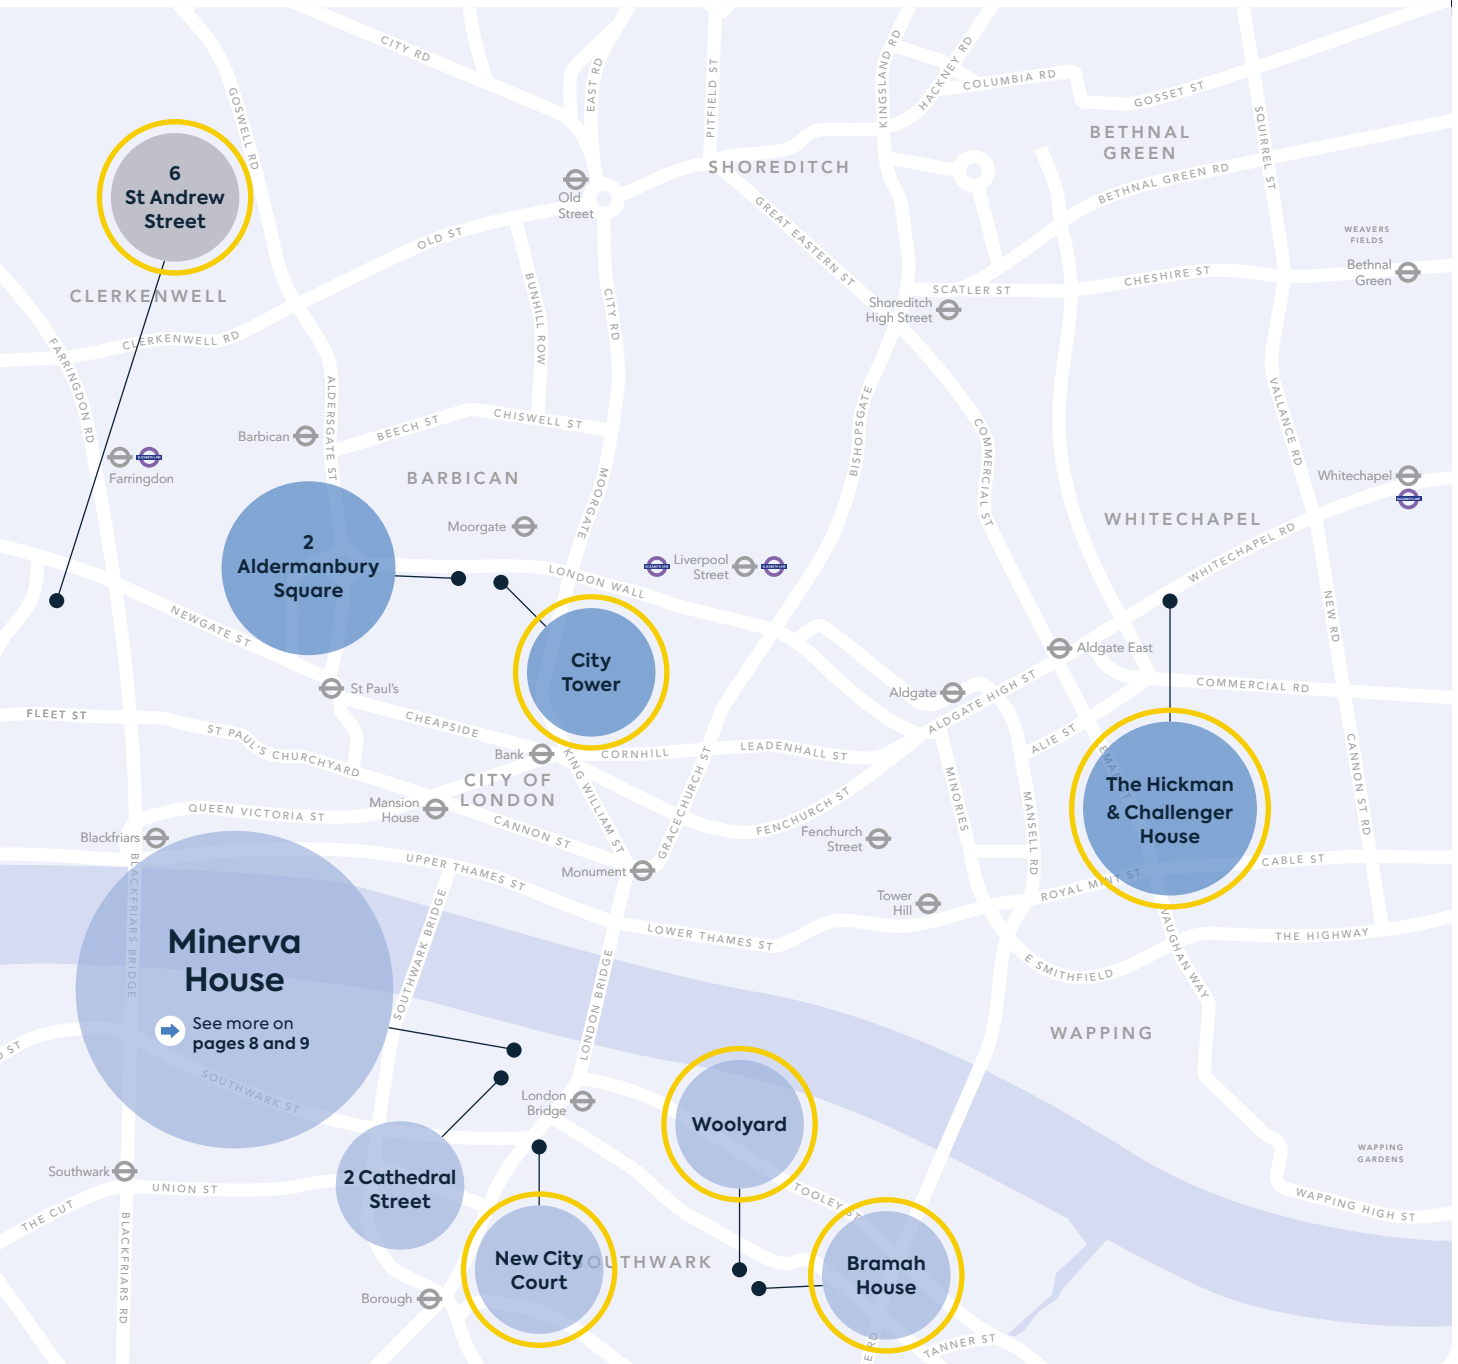 CITY RD
EAST RD
PITFIELD ST
KINGSLAND RD
HACKNEY RD
COLUMBIA RD
GOSSET ST
GOSWELL RD
SQUIRREL ST
BETHNAL
GREEN
SHOREDITCH
6
St Andrew
Street
Old
Street
BETHNAL GREEN RD
GREAT EASTERN ST
OLD ST
WEAVERS
FIELDS
Bethnal
Green
CHESHIRE ST
SCATLER ST
Shoreditch
High Street
CLERKENWELL
BUNHILL ROW
CITY RD
CLERKENWELL RD
FARRINGDON RD
ALDERSGATE ST
BEECH ST
CHISWELL ST
BISHOPSGATE
COMMERCIAL ST
VALLANCE RD
Barbican
Farringdon
BARBICAN
MOORGATE
Moorgate
Whitechapel
WHITECHAPEL
WHITECHAPEL RD
2
Aldermanbury
Square
Liverpool
Street
LONDON WALL
NEWGATE ST
NEW RD
City
Tower
Aldgate East
St Paul's
Aldgate
ALDGATE HIGH ST
COMMERCIAL RD
FLEET ST
ST PAUL'S CHURCHYARD
CHEAPSIDE
Bank
CORNHILL
LEADENHALL ST
ALIE ST
KING WILLIAM ST
GRACECHURCH ST
CITY OF
LONDON
MINORIES
MANSELL RD
CANNON ST RD
The Hickman
& Challenger
House
QUEEN VICTORIA ST
Mansion
House
CANNON ST
FENCHURCH ST
Fenchurch
Street
Blackfriars
BLACKFRIARS BRIDGE
UPPER THAMES ST
Monument
CABLE ST
ROYAL MINT ST
Tower
Hill
SOUTHWARK BRIDGE
LOWER THAMES ST
VAUGHAN WAY
THE HIGHWAY
E SMITHFIELD
Minerva
House
See more on
pages 8 and 9
LONDON BRIDGE
WAPPING
SOUTHWARK ST
London
Bridge
Woolyard
WAPPING
GARDENS
Southwark
UNION ST
2 Cathedral
Street
TOOLEY ST
WAPPING HIGH ST
THE CUT
BLACKFRIARS RD
New City
Court
OUTHWARK
Bramah
House
Borough
TANNER ST